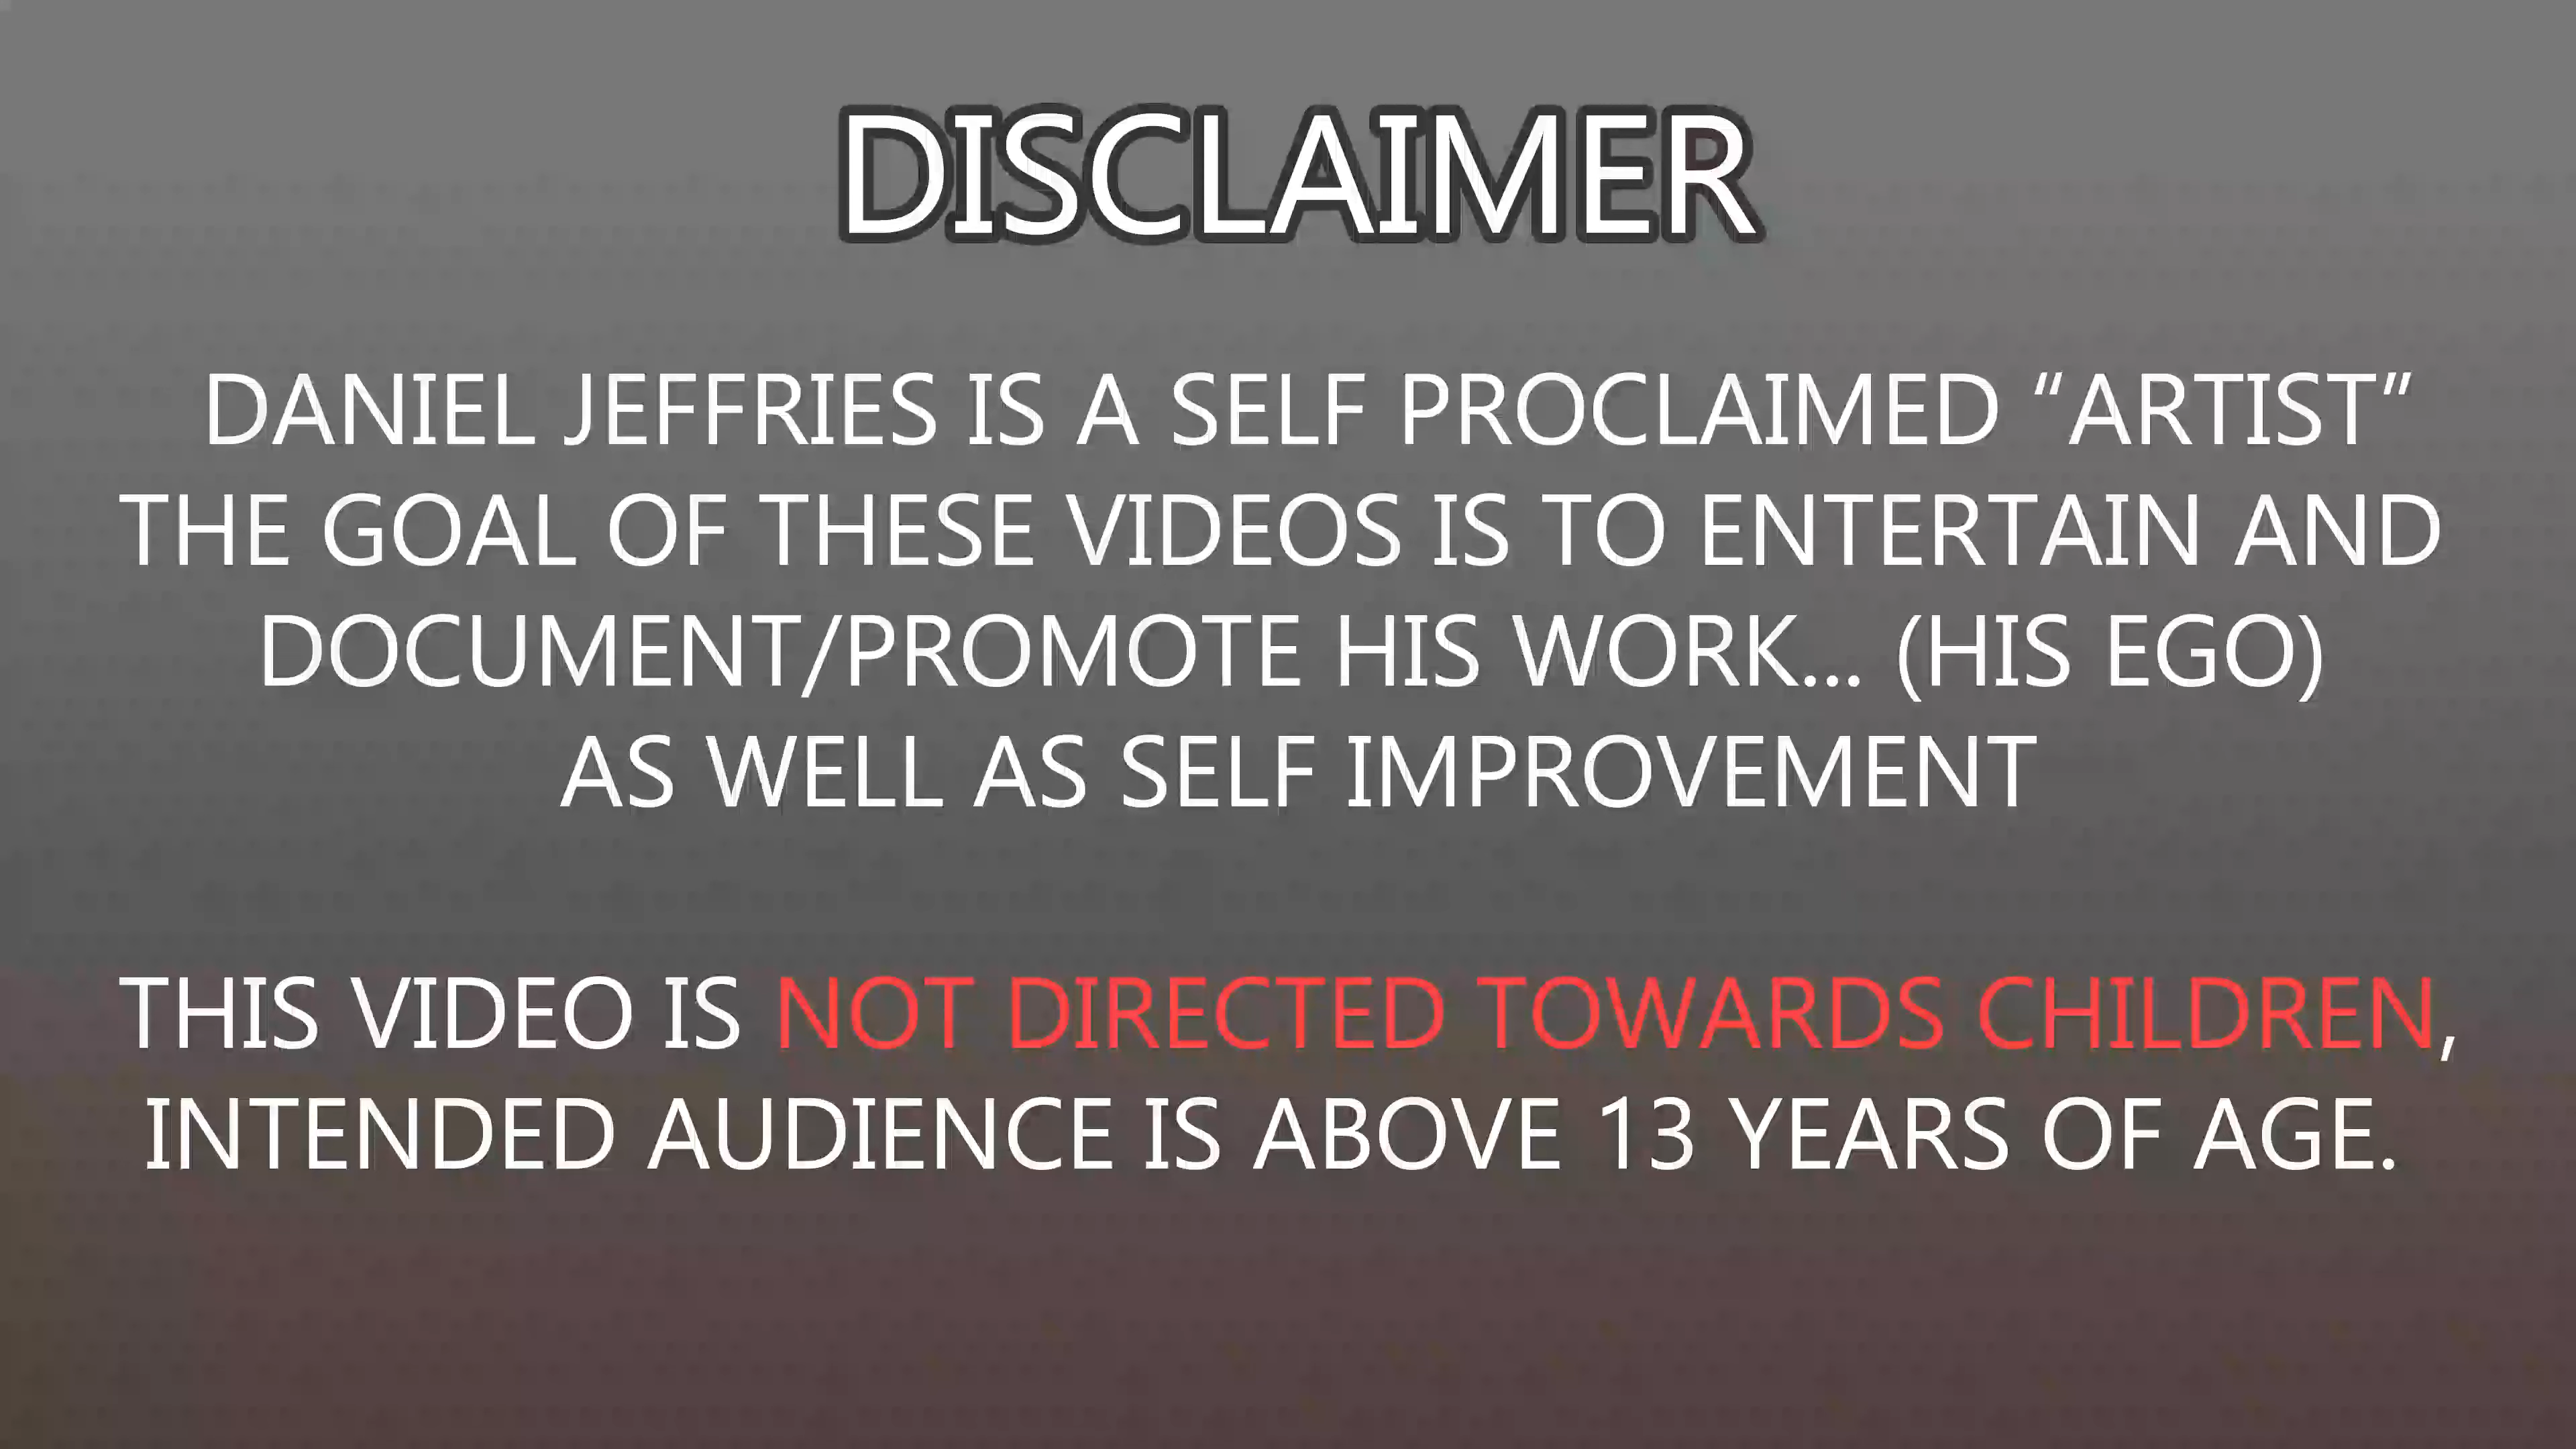 DISCLAIMER
DANIEL JEFFRIES IS A SELF PROCLAIMED “ARTIST”
THE GOAL OF THESE VIDEOS IS TO ENTERTAIN AND
DOCUMENT/PROMOTE HIS WORK... (HIS EGO)
AS WELL AS SELF IMPROVEMENT
THIS VIDEO IS NOT DIRECTED TOWARDS CHILDREN,
INTENDED AUDIENCE IS ABOVE 13 YEARS OF AGE.